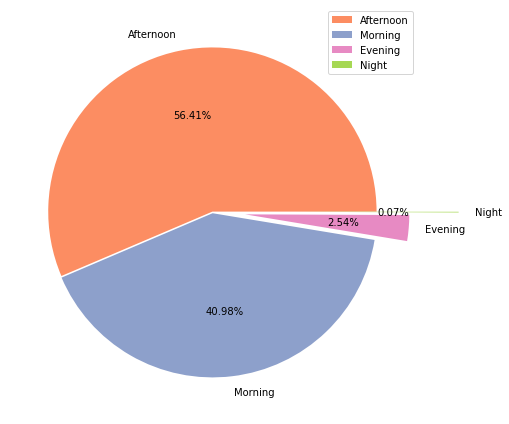 Afternoon
Morning
Evening
Night
Afternoon
56.41%
0.07%
Night
2.54%
Evening
40.98%
Morning